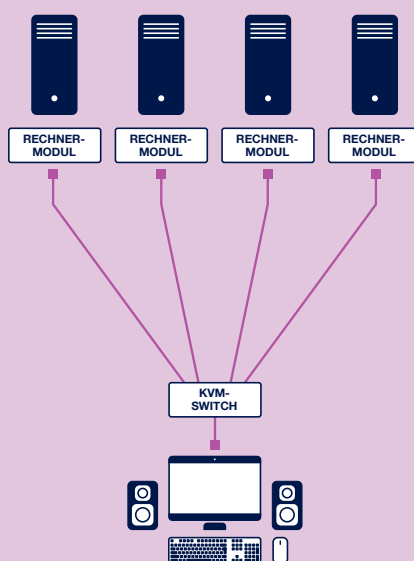 RECHNER- RECHNER- RECHNER- RECHNER-
MODUL MODUL MODUL MODUL
KVM-
SWITCH